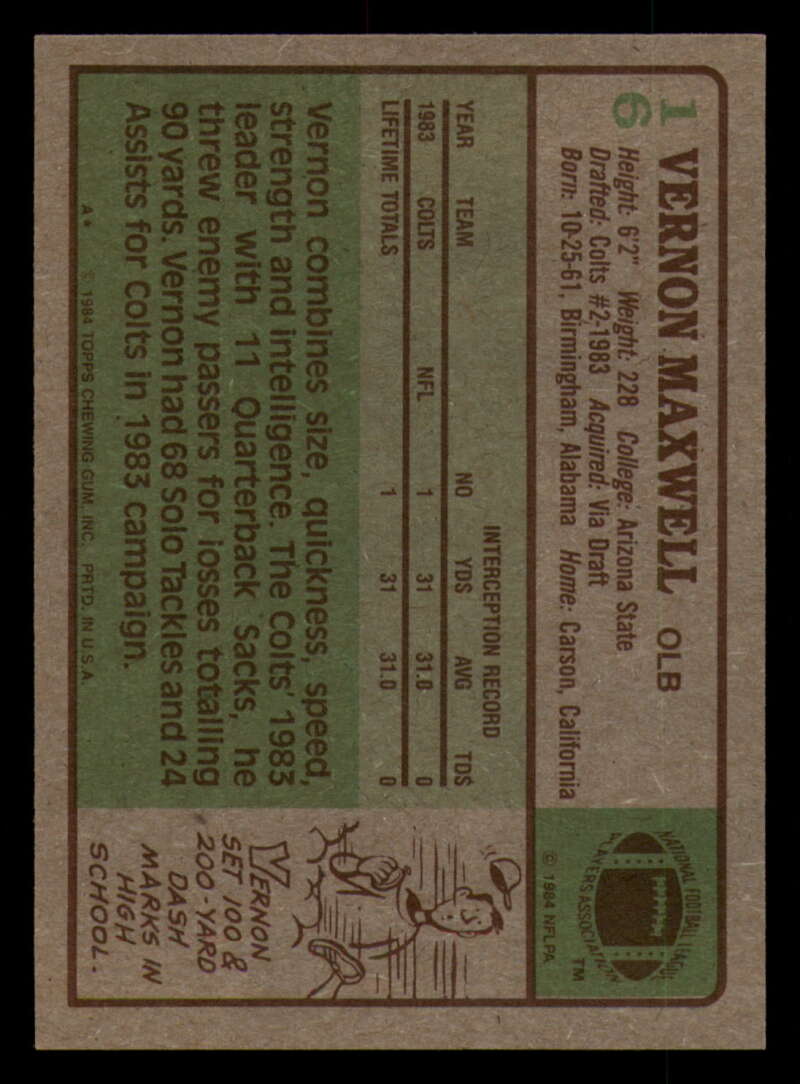 16
VERNON MAXWELL OLB
Height: 6'2" Weight: 228 College: Arizona State
Drafted: Colts #2-1983 Acquired: Via Draft
Born: 10-25-61, Birmingham, Alabama Home: Carson, California
NATIONAL FOOTBALL LEAGUE
PLAYERS ASSOCIATION
TM
© 1984 NFLPA
INTERCEPTION RECORD
YEAR TEAM NO YDS AVG TDS
1983 COLTS NFL 1 31 31.0 0
LIFETIME TOTALS 1 31 31.0 0
Vernon combines size, quickness, speed,
strength and intelligence. The Colts' 1983
leader with 11 Quarterback Sacks, he
threw enemy passers for losses totalling
90 yards. Vernon had 68 Solo Tackles and 24
Assists for Colts in 1983 campaign.
A* © 1984 TOPPS CHEWING GUM, INC. PRTD. IN U.S.A.
VERNON
SET 100 &
200-YARD
DASH
MARKS IN
HIGH
SCHOOL.